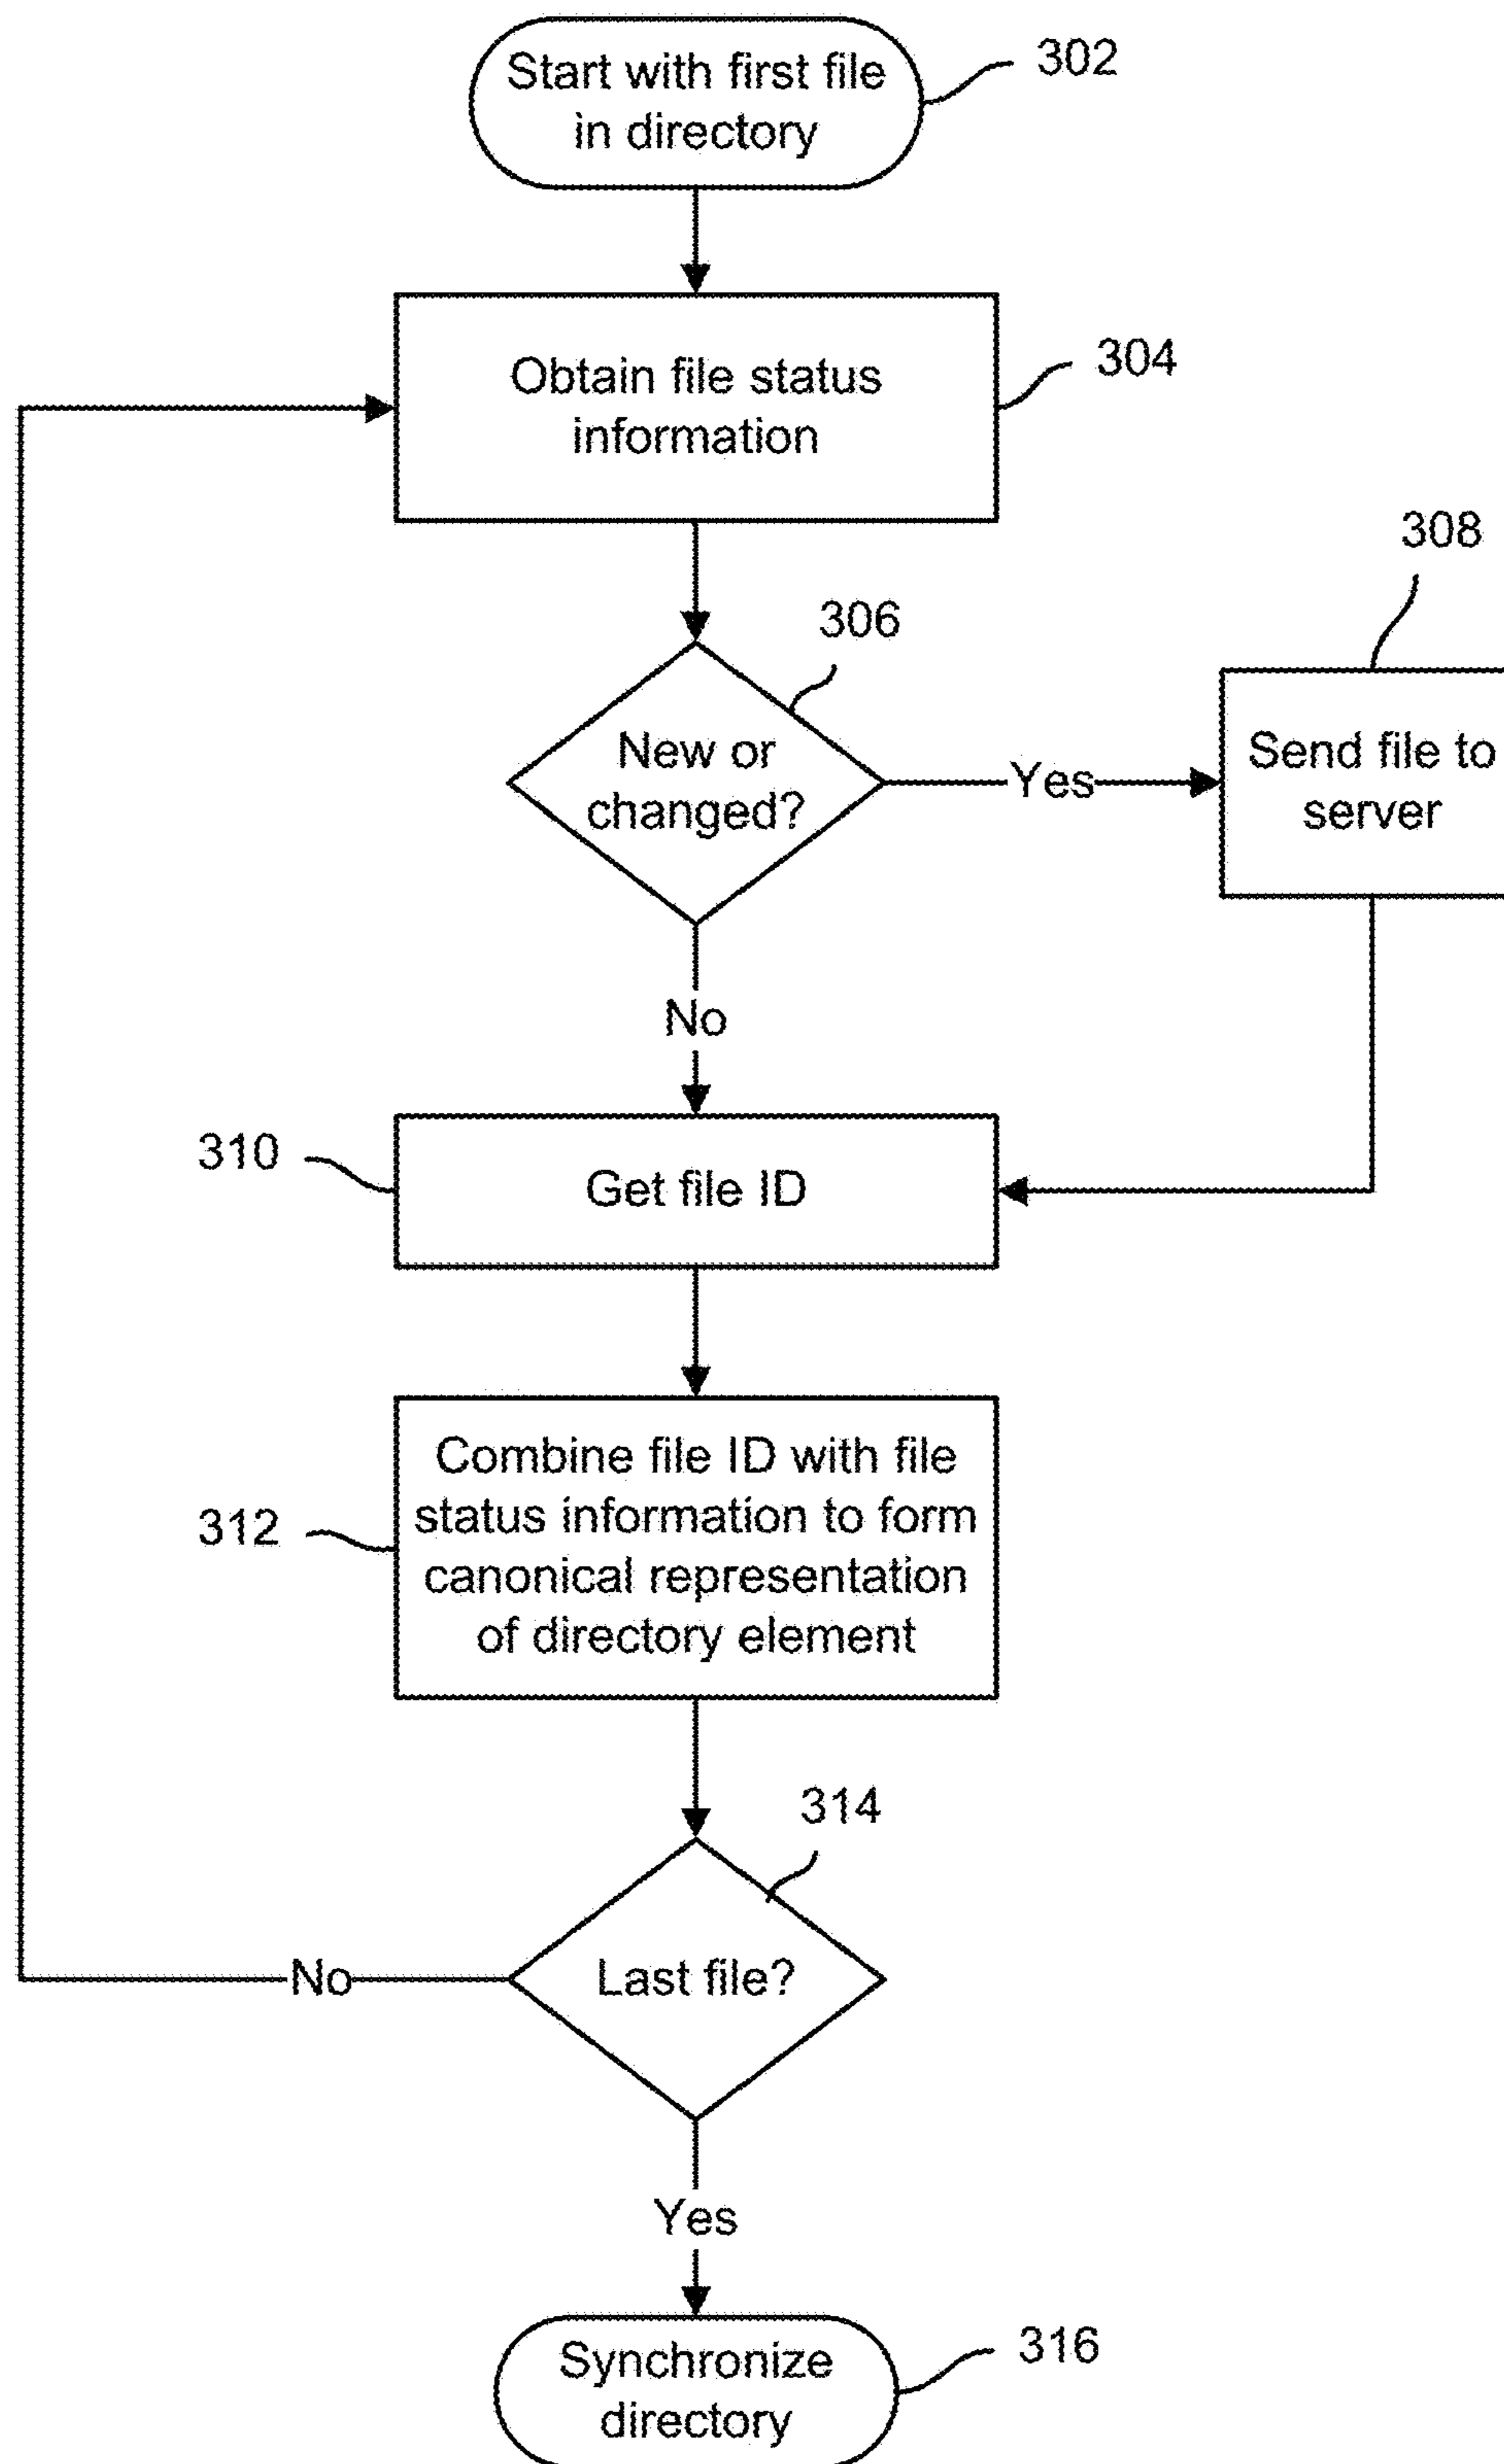 Start with first file
in directory
302
Obtain file status
information
304
306
308
New or
changed?
Yes
Send file to
server
No
310
Get file ID
312
Combine file ID with file
status information to form
canonical representation
of directory element
314
No
Last file?
Yes
Synchronize
directory
316